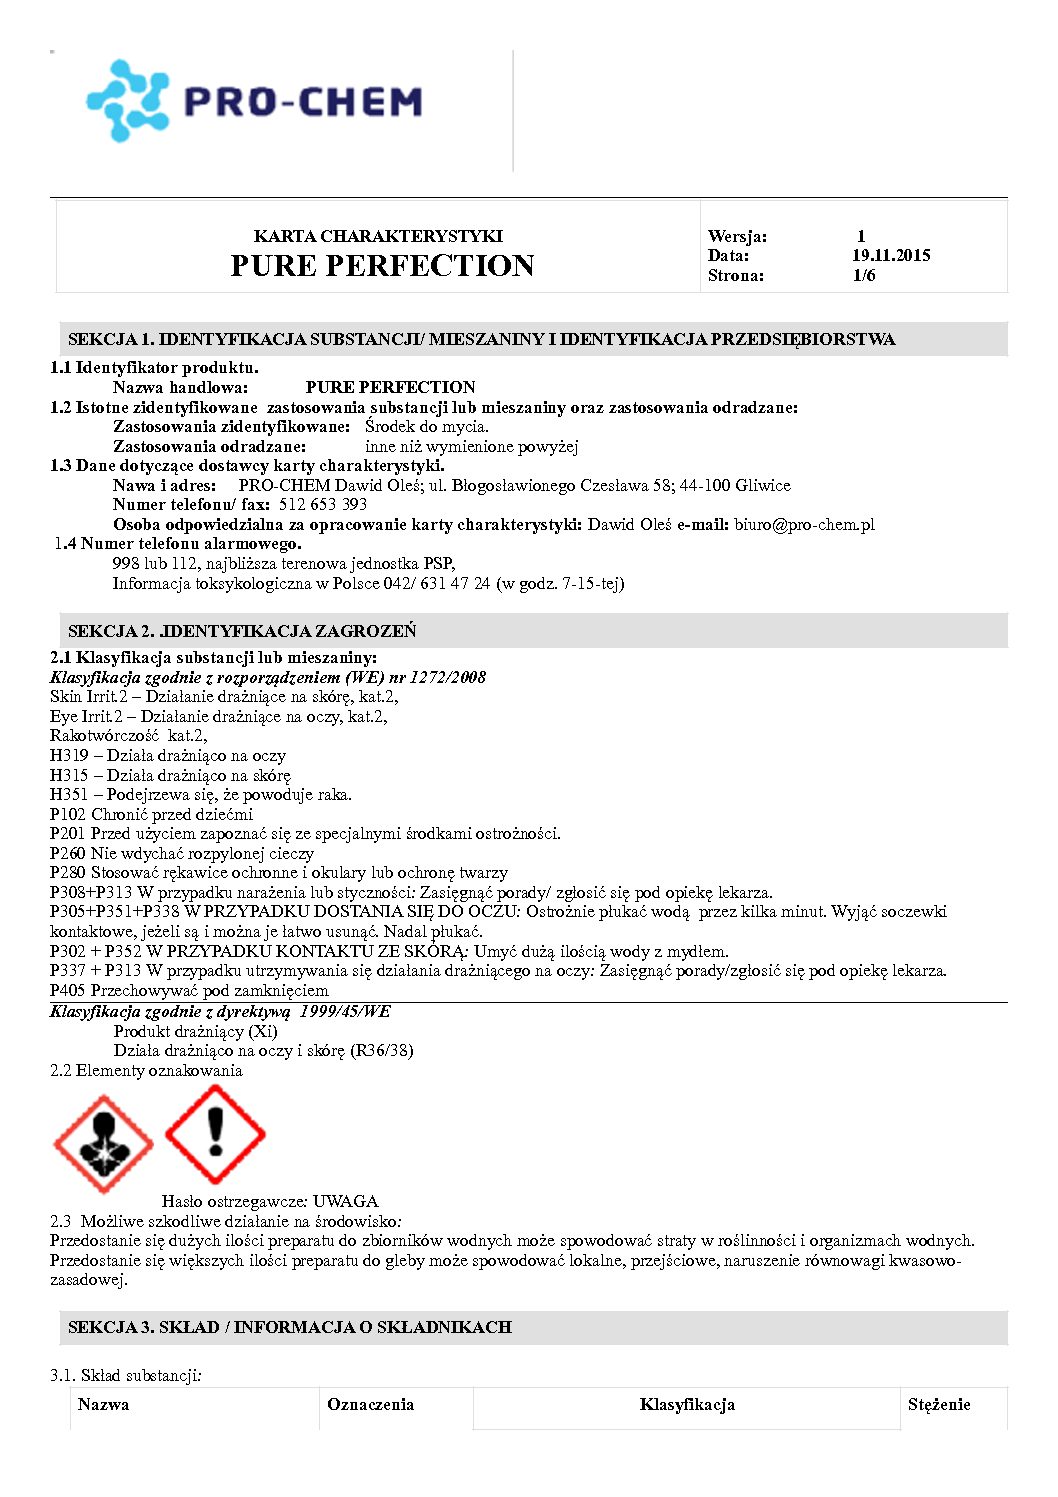 PRO-CHEM
KARTA CHARAKTERYSTYKI
PURE PERFECTION
Wersja: 1
Data: 19.11.2015
Strona: 1/6
SEKCJA 1. IDENTYFIKACJA SUBSTANCJI/ MIESZANINY I IDENTYFIKACJA PRZEDSIĘBIORSTWA
1.1 Identyfikator produktu.
Nazwa handlowa: PURE PERFECTION
1.2 Istotne zidentyfikowane zastosowania substancji lub mieszaniny oraz zastosowania odradzane:
Zastosowania zidentyfikowane: Środek do mycia.
Zastosowania odradzane: inne niż wymienione powyżej
1.3 Dane dotyczące dostawcy karty charakterystyki.
Nawa i adres: PRO-CHEM Dawid Oleś; ul. Błogosławionego Czesława 58; 44-100 Gliwice
Numer telefonu/ fax: 512 653 393
Osoba odpowiedzialna za opracowanie karty charakterystyki: Dawid Oleś e-mail: biuro@pro-chem.pl
1.4 Numer telefonu alarmowego.
998 lub 112, najbliższa terenowa jednostka PSP,
Informacja toksykologiczna w Polsce 042/ 631 47 24 (w godz. 7-15-tej)
SEKCJA 2. .IDENTYFIKACJA ZAGROZEŃ
2.1 Klasyfikacja substancji lub mieszaniny:
Klasyfikacja zgodnie z rozporządzeniem (WE) nr 1272/2008
Skin Irrit.2 – Działanie drażniące na skórę, kat.2,
Eye Irrit.2 – Działanie drażniące na oczy, kat.2,
Rakotwórczość kat.2,
H319 – Działa drażniąco na oczy
H315 – Działa drażniąco na skórę
H351 – Podejrzewa się, że powoduje raka.
P102 Chronić przed dziećmi
P201 Przed użyciem zapoznać się ze specjalnymi środkami ostrożności.
P260 Nie wdychać rozpylonej cieczy
P280 Stosować rękawice ochronne i okulary lub ochronę twarzy
P308+P313 W przypadku narażenia lub styczności: Zasięgnąć porady/ zgłosić się pod opiekę lekarza.
P305+P351+P338 W PRZYPADKU DOSTANIA SIĘ DO OCZU: Ostrożnie płukać wodą przez kilka minut. Wyjąć soczewki
kontaktowe, jeżeli są i można je łatwo usunąć. Nadal płukać.
P302 + P352 W PRZYPADKU KONTAKTU ZE SKÓRĄ: Umyć dużą ilością wody z mydłem.
P337 + P313 W przypadku utrzymywania się działania drażniącego na oczy: Zasięgnąć porady/zgłosić się pod opiekę lekarza.
P405 Przechowywać pod zamknięciem
Klasyfikacja zgodnie z dyrektywą 1999/45/WE
Produkt drażniący (Xi)
Działa drażniąco na oczy i skórę (R36/38)
2.2 Elementy oznakowania
Hasło ostrzegawcze: UWAGA
2.3 Możliwe szkodliwe działanie na środowisko:
Przedostanie się dużych ilości preparatu do zbiorników wodnych może spowodować straty w roślinności i organizmach wodnych.
Przedostanie się większych ilości preparatu do gleby może spowodować lokalne, przejściowe, naruszenie równowagi kwasowo-
zasadowej.
SEKCJA 3. SKŁAD / INFORMACJA O SKŁADNIKACH
3.1. Skład substancji:
Nazwa Oznaczenia Klasyfikacja Stężenie